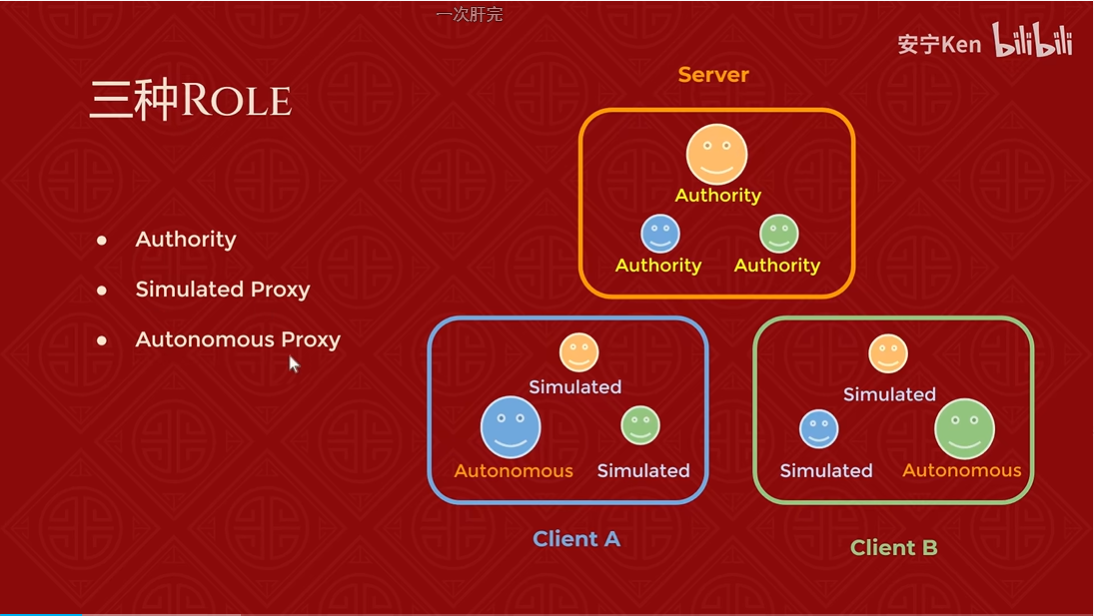 一次肝完
安宁Ken bilibili
三种ROLE
● Authority
● Simulated Proxy
● Autonomous Proxy
Server
Authority
Authority Authority
Simulated
Autonomous Simulated
Client A
Simulated
Simulated Autonomous
Client B